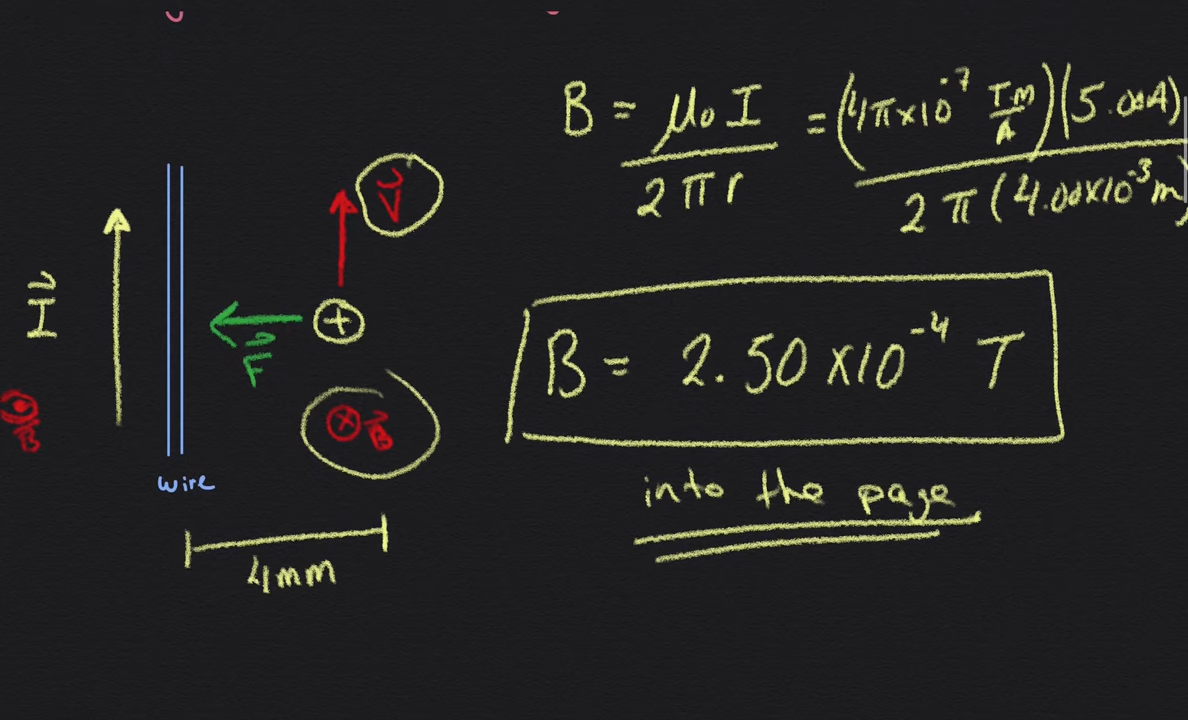 B = μ₀I / 2πr = (4π×10⁻⁷ T·m/A)(5.00A) / 2π(4.00×10⁻³m)
V⃗
I⃗
+
F⃗
B = 2.50 ×10⁻⁴ T
B⃗
B⃗
wire
into the page
4mm